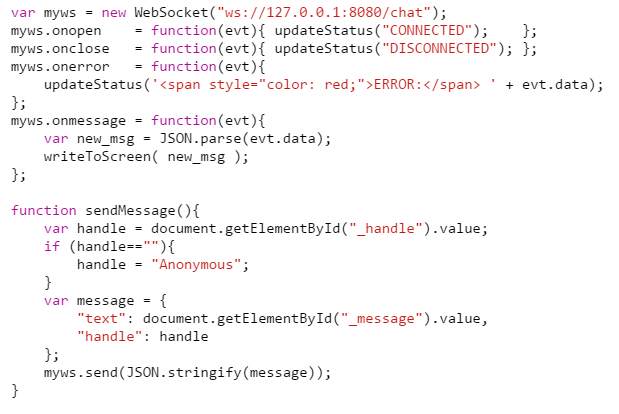 var myws = new WebSocket("ws://127.0.0.1:8080/chat");
myws.onopen    = function(evt){ updateStatus("CONNECTED");    };
myws.onclose   = function(evt){ updateStatus("DISCONNECTED"); };
myws.onerror   = function(evt){
    updateStatus('<span style="color: red;">ERROR:</span> ' + evt.data);
};
myws.onmessage = function(evt){
    var new_msg = JSON.parse(evt.data);
    writeToScreen( new_msg );
};

function sendMessage(){
    var handle = document.getElementById("_handle").value;
    if (handle==""){
        handle = "Anonymous";
    }
    var message = {
        "text": document.getElementById("_message").value,
        "handle": handle
    };
    myws.send(JSON.stringify(message));
}